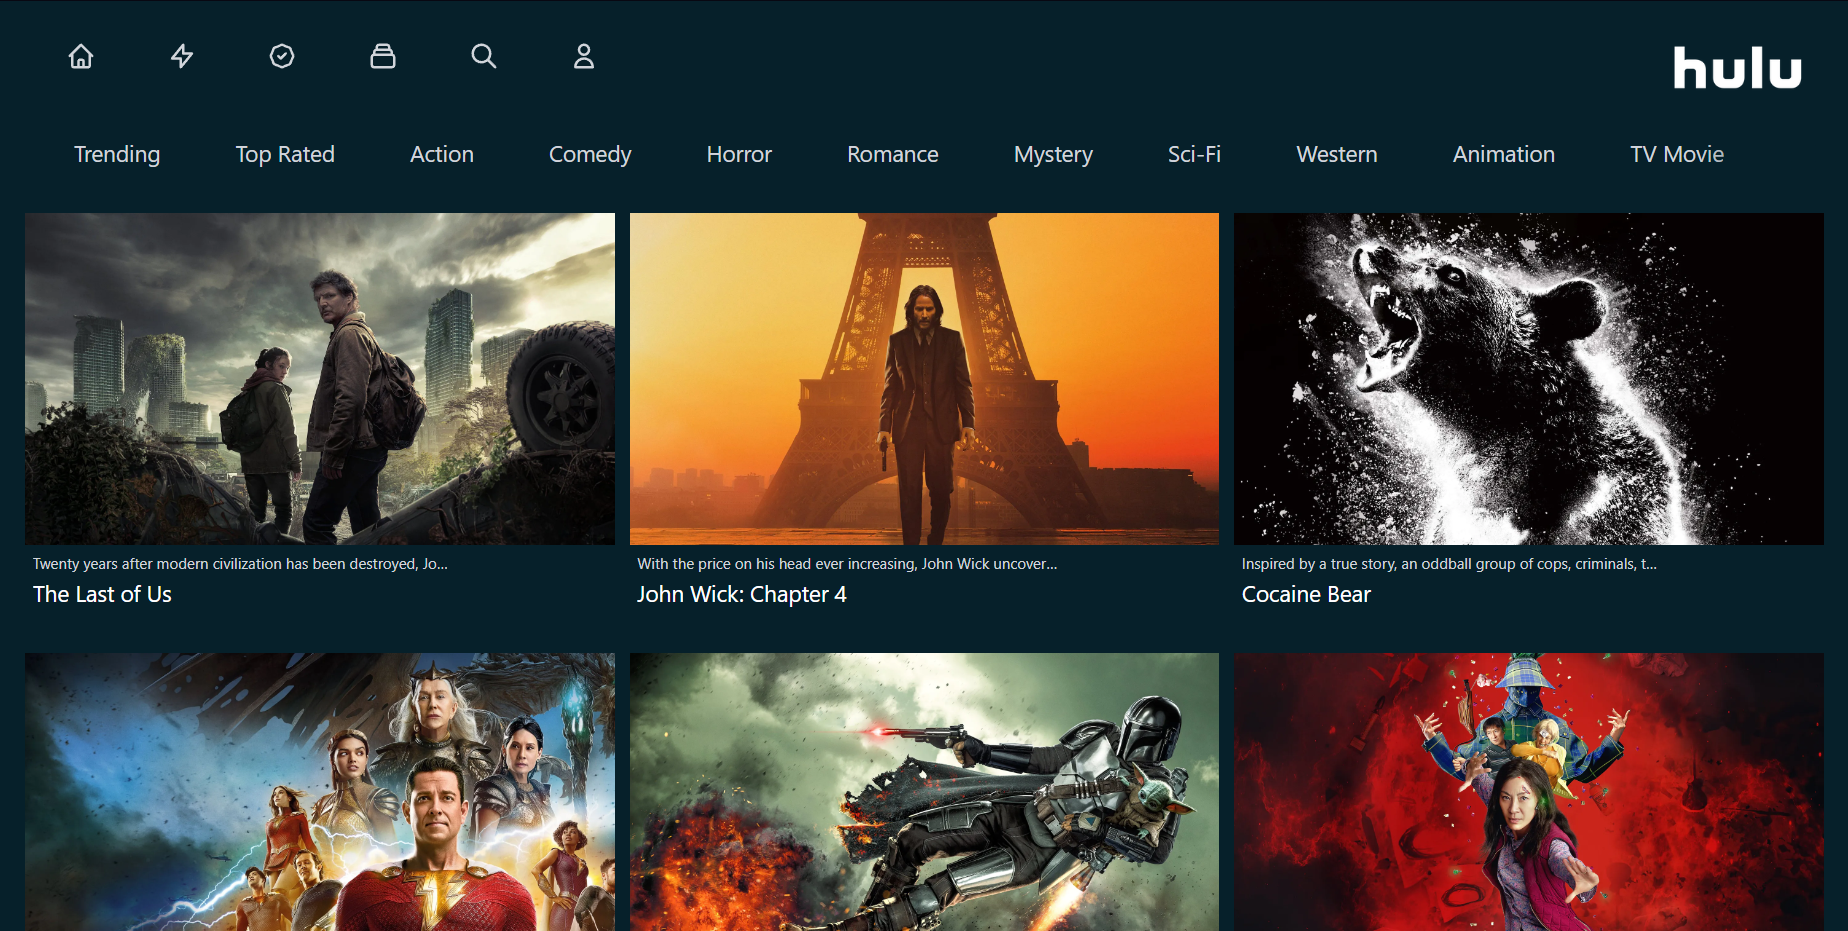 hulu
Trending Top Rated Action Comedy Horror Romance Mystery Sci-Fi Western Animation TV Movie
Twenty years after modern civilization has been destroyed, Jo...
The Last of Us
With the price on his head ever increasing, John Wick uncover...
John Wick: Chapter 4
Inspired by a true story, an oddball group of cops, criminals, t...
Cocaine Bear